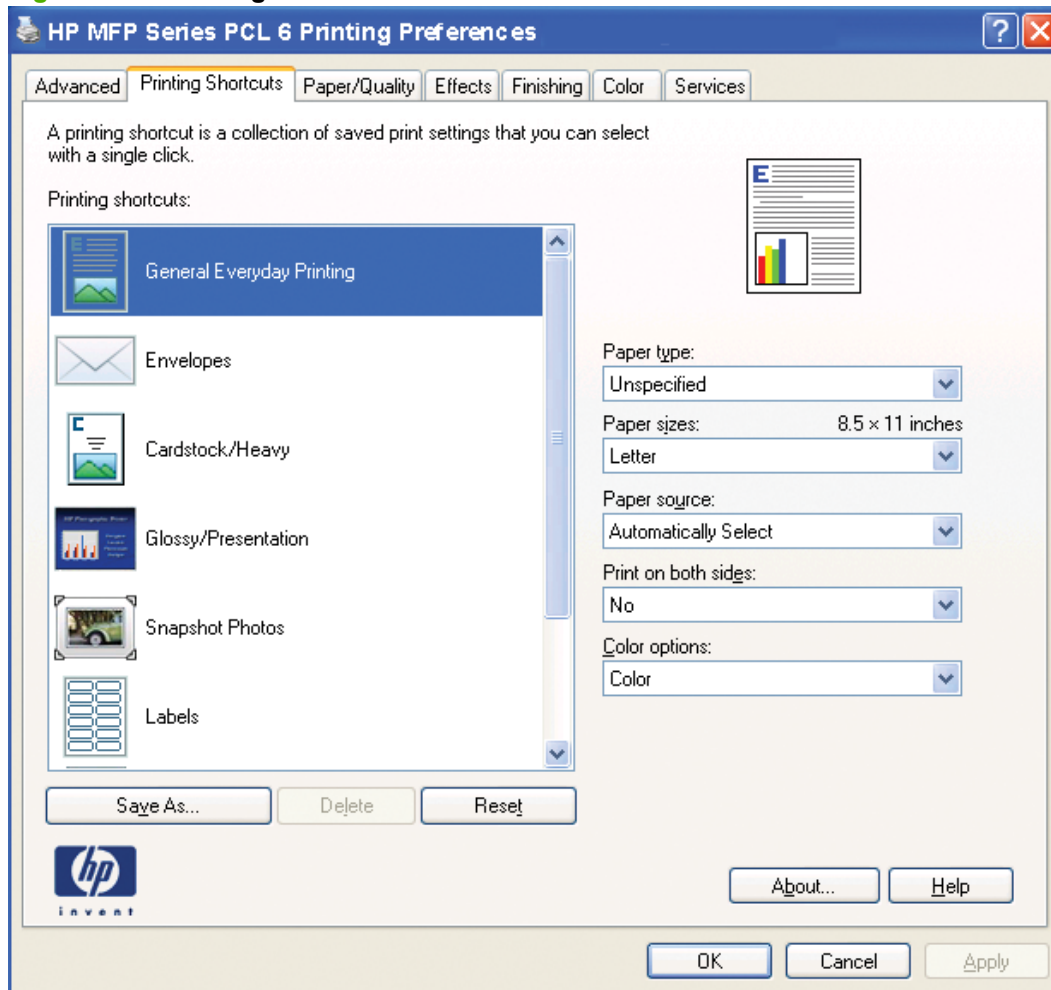 HP MFP Series PCL 6 Printing Preferences
Advanced Printing Shortcuts Paper/Quality Effects Finishing Color Services
A printing shortcut is a collection of saved print settings that you can select
with a single click.
Printing shortcuts:
E
General Everyday Printing
Envelopes
Cardstock/Heavy
Glossy/Presentation
Snapshot Photos
Labels
Save As...
Delete
Reset
E
Paper type:
Unspecified
Paper sizes: 8.5 × 11 inches
Letter
Paper source:
Automatically Select
Print on both sides:
No
Color options:
Color
hp
invent
About...
Help
OK
Cancel
Apply